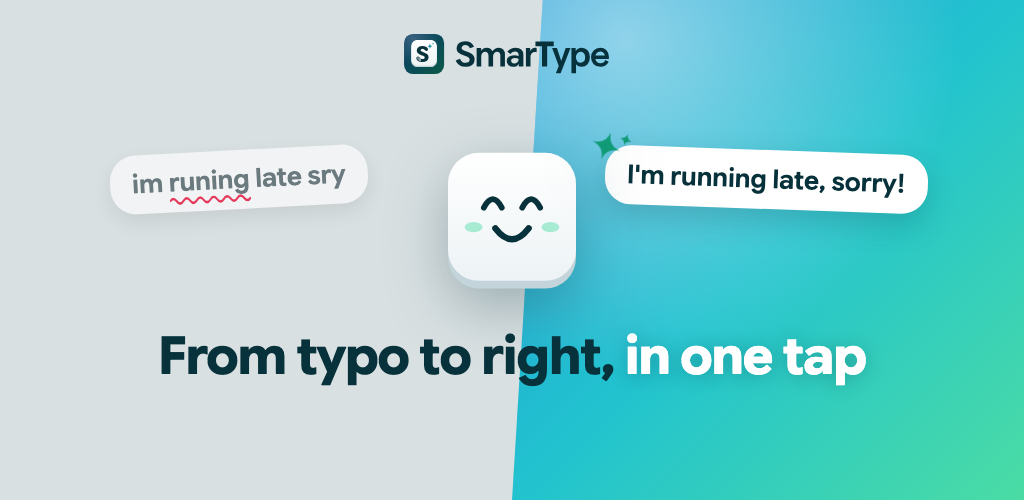 S
SmarType
im runing late sry
I'm running late, sorry!
From typo to right, in one tap